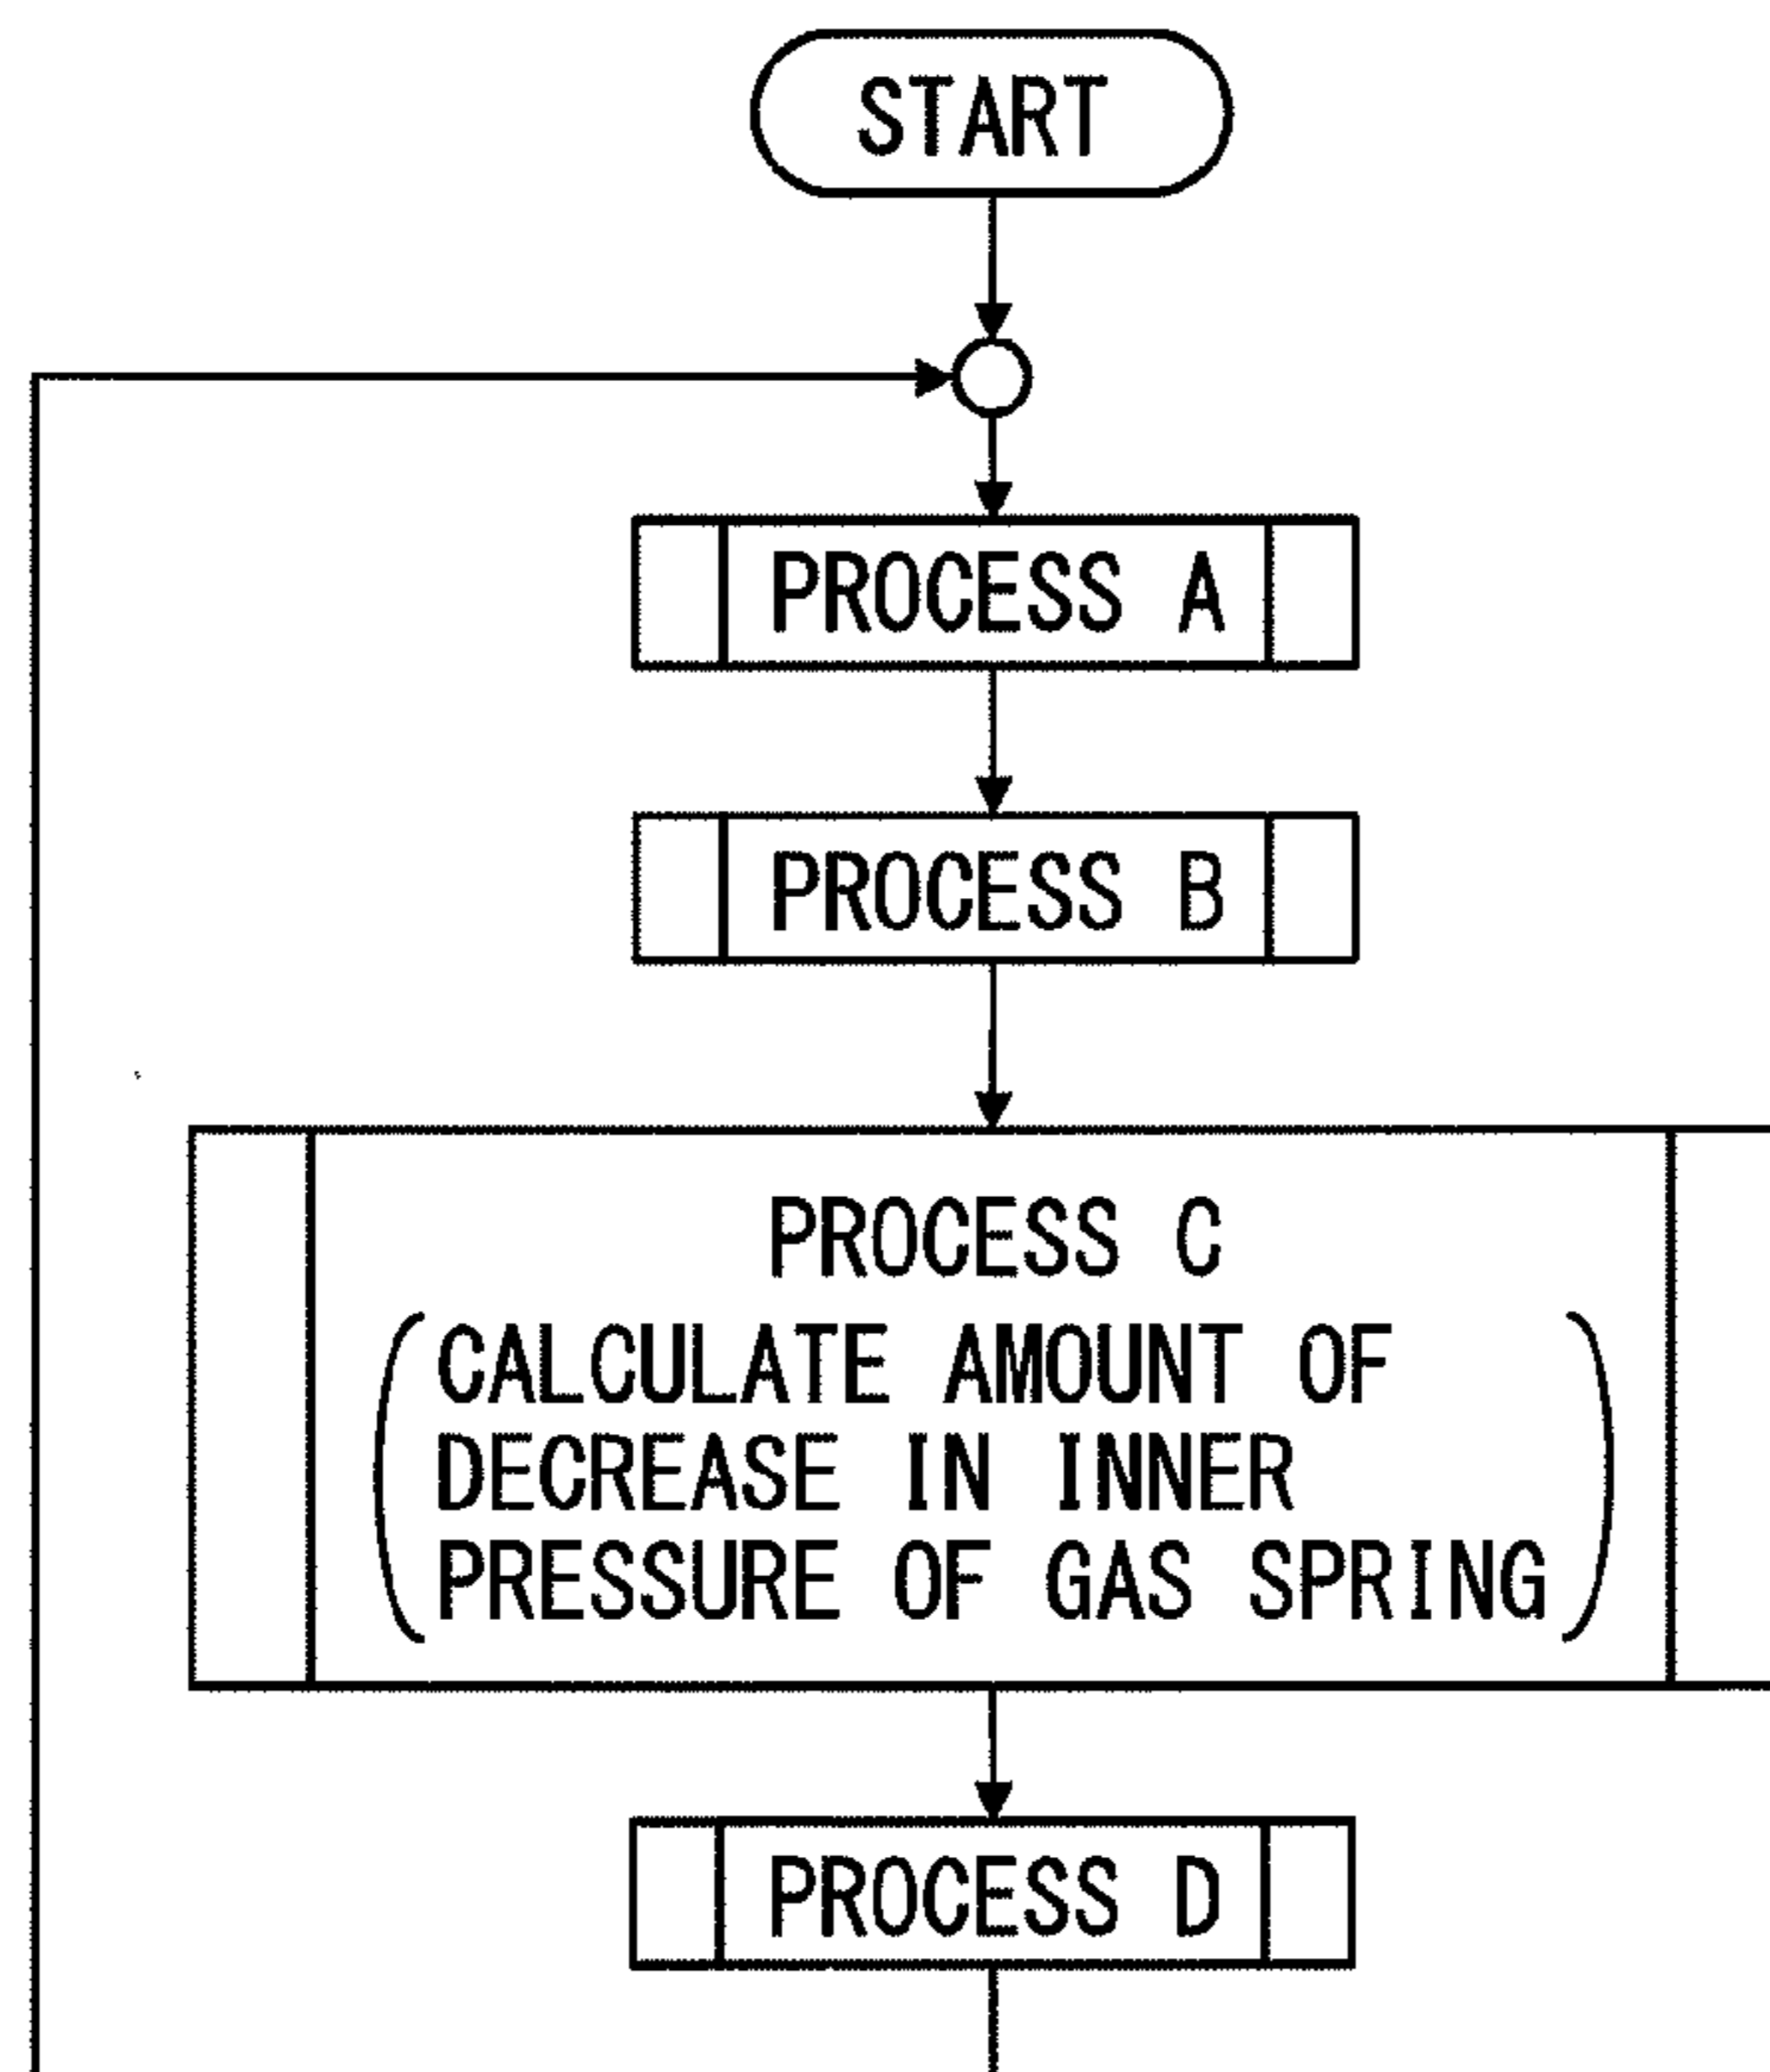 START
PROCESS A
PROCESS B
PROCESS C
(CALCULATE AMOUNT OF
DECREASE IN INNER
PRESSURE OF GAS SPRING)
PROCESS D